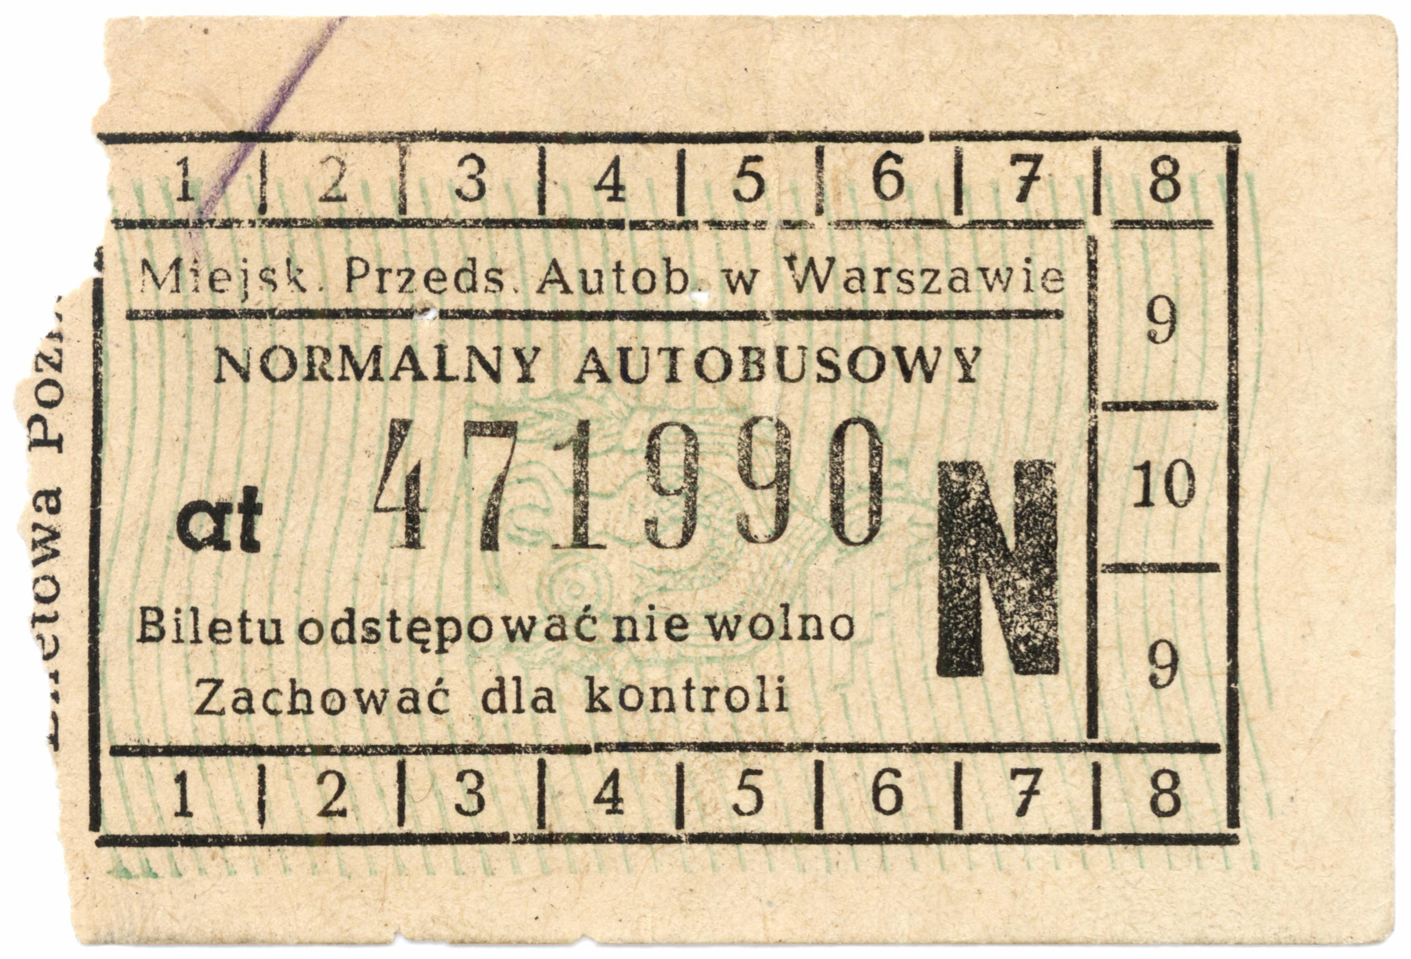 1 2 3 4 5 6 7 8
Miejsk. Przeds. Autob. w Warszawie
NORMALNY AUTOBUSOWY
at 471990
N
Biletu odstępować nie wolno
Zachować dla kontroli
9
10
9
1 2 3 4 5 6 7 8